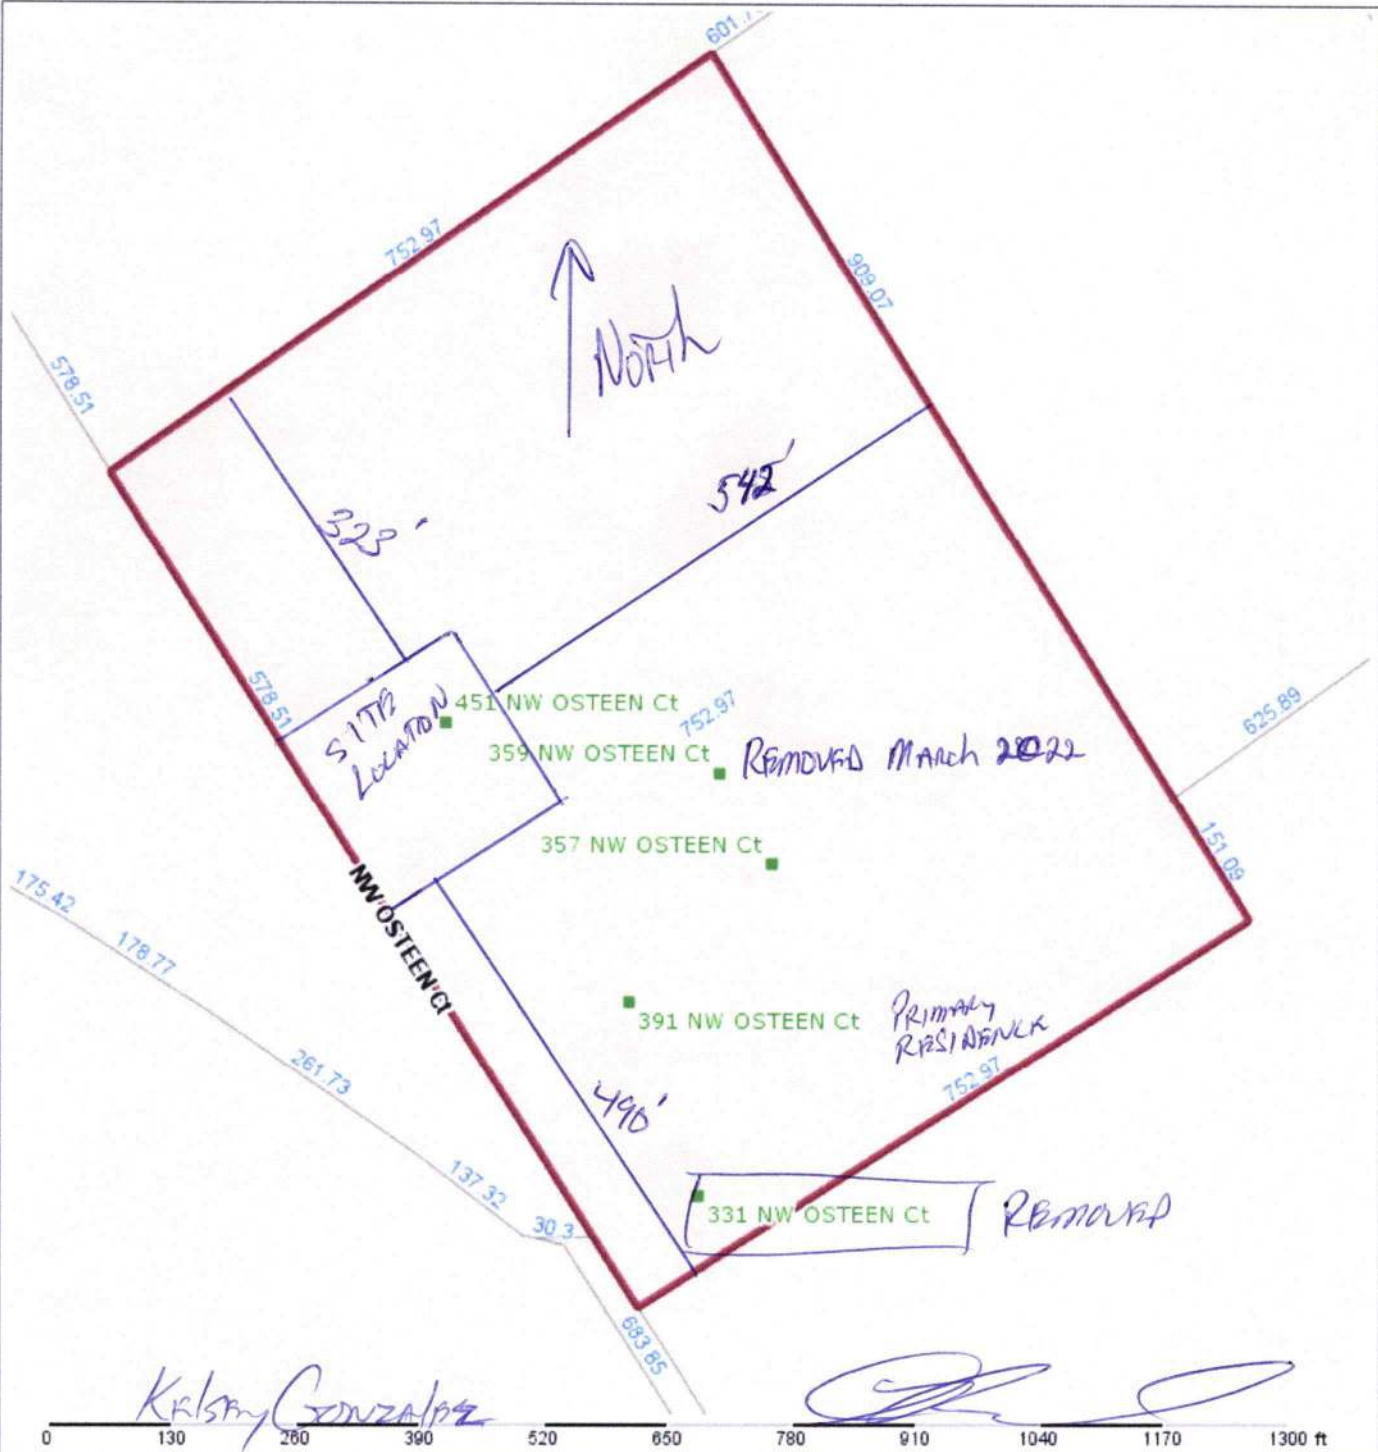 601.7
752.97
909.07
NORTH
578.51
542'
323'
578.51
SITE
LOCATION
451 NW OSTEEN Ct
752.97
625.89
359 NW OSTEEN Ct
REMOVED MARCH 2022
357 NW OSTEEN Ct
151.09
NW OSTEEN Ct
175.42
178.77
391 NW OSTEEN Ct
PRIMARY
RESIDENCE
261.73
752.97
490'
137.32
30.3
331 NW OSTEEN Ct
REMOVED
683.85
Kelsey Gonzalez
0 130 260 390 520 650 780 910 1040 1170 1300 ft